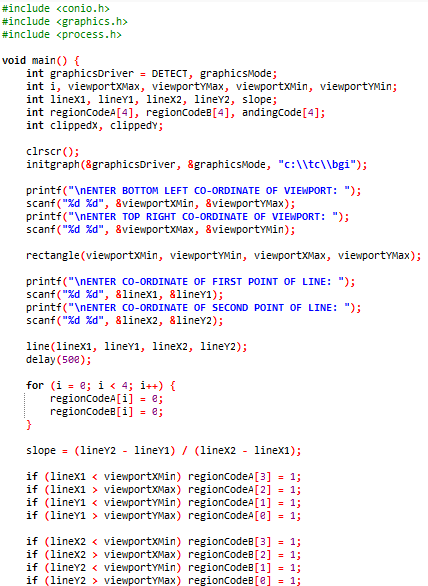 #include <conio.h>
#include <graphics.h>
#include <process.h>

void main() {
    int graphicsDriver = DETECT, graphicsMode;
    int i, viewportXMax, viewportYMax, viewportXMin, viewportYMin;
    int lineX1, lineY1, lineX2, lineY2, slope;
    int regionCodeA[4], regionCodeB[4], andingCode[4];
    int clippedX, clippedY;

    clrscr();
    initgraph(&graphicsDriver, &graphicsMode, "c:\\tc\\bgi");

    printf("\nENTER BOTTOM LEFT CO-ORDINATE OF VIEWPORT: ");
    scanf("%d %d", &viewportXMin, &viewportYMax);
    printf("\nENTER TOP RIGHT CO-ORDINATE OF VIEWPORT: ");
    scanf("%d %d", &viewportXMax, &viewportYMin);

    rectangle(viewportXMin, viewportYMin, viewportXMax, viewportYMax);

    printf("\nENTER CO-ORDINATE OF FIRST POINT OF LINE: ");
    scanf("%d %d", &lineX1, &lineY1);
    printf("\nENTER CO-ORDINATE OF SECOND POINT OF LINE: ");
    scanf("%d %d", &lineX2, &lineY2);

    line(lineX1, lineY1, lineX2, lineY2);
    delay(500);

    for (i = 0; i < 4; i++) {
        regionCodeA[i] = 0;
        regionCodeB[i] = 0;
    }

    slope = (lineY2 - lineY1) / (lineX2 - lineX1);

    if (lineX1 < viewportXMin) regionCodeA[3] = 1;
    if (lineX1 > viewportXMax) regionCodeA[2] = 1;
    if (lineY1 < viewportYMin) regionCodeA[1] = 1;
    if (lineY1 > viewportYMax) regionCodeA[0] = 1;

    if (lineX2 < viewportXMin) regionCodeB[3] = 1;
    if (lineX2 > viewportXMax) regionCodeB[2] = 1;
    if (lineY2 < viewportYMin) regionCodeB[1] = 1;
    if (lineY2 > viewportYMax) regionCodeB[0] = 1;